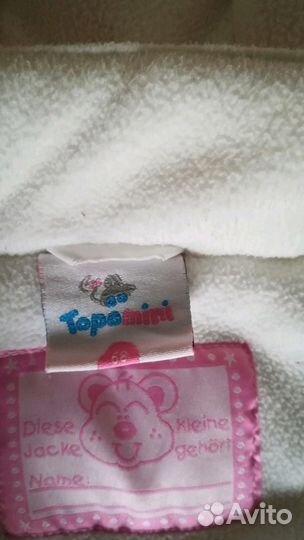 Topomini
68
Diese kleine
Jacke gehört
Name:
Avito